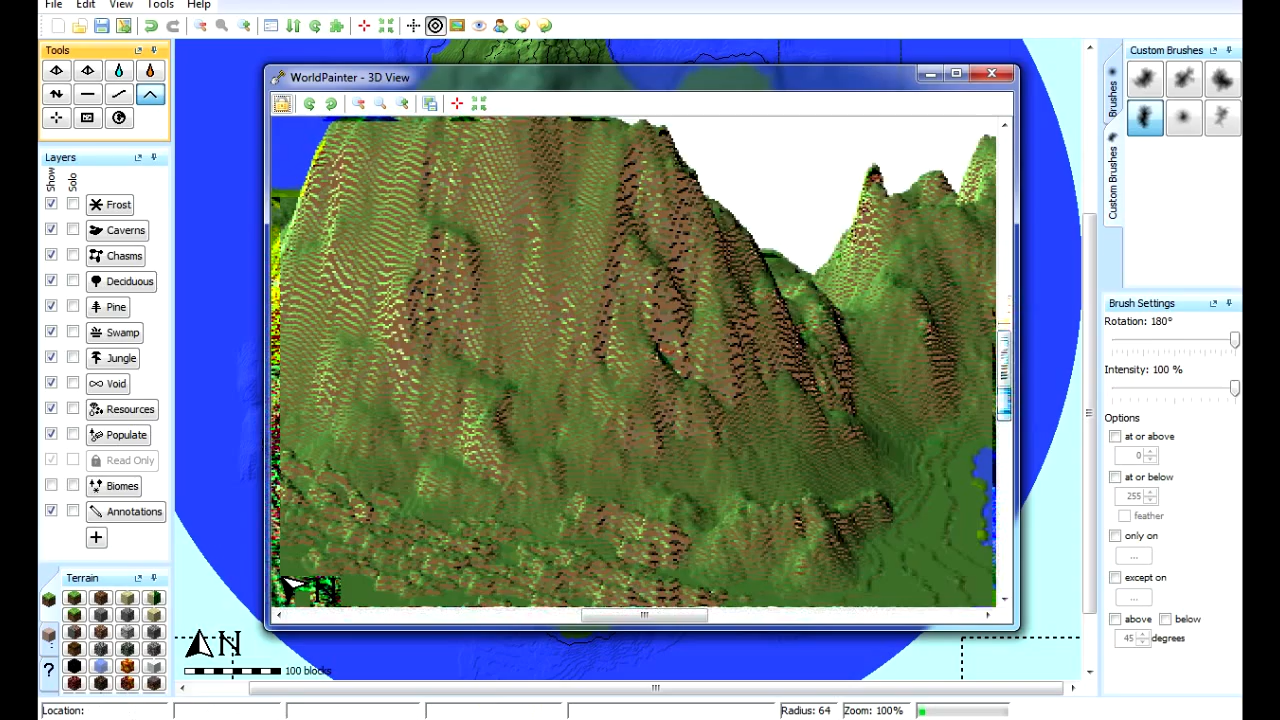 File Edit View Tools Help
Tools
Custom Brushes
WorldPainter - 3D View
Brushes
Custom Brushes
Layers
Show Solo
Frost
Caverns
Chasms
Deciduous
Pine
Swamp
Jungle
Void
Resources
Populate
Read Only
Biomes
Annotations
+
Brush Settings
Rotation: 180°
Intensity: 100 %
Options
at or above
0
at or below
255
feather
only on
...
except on
...
above below
45 degrees
Terrain
?
N
100 blocks
Location:
Radius: 64
Zoom: 100%